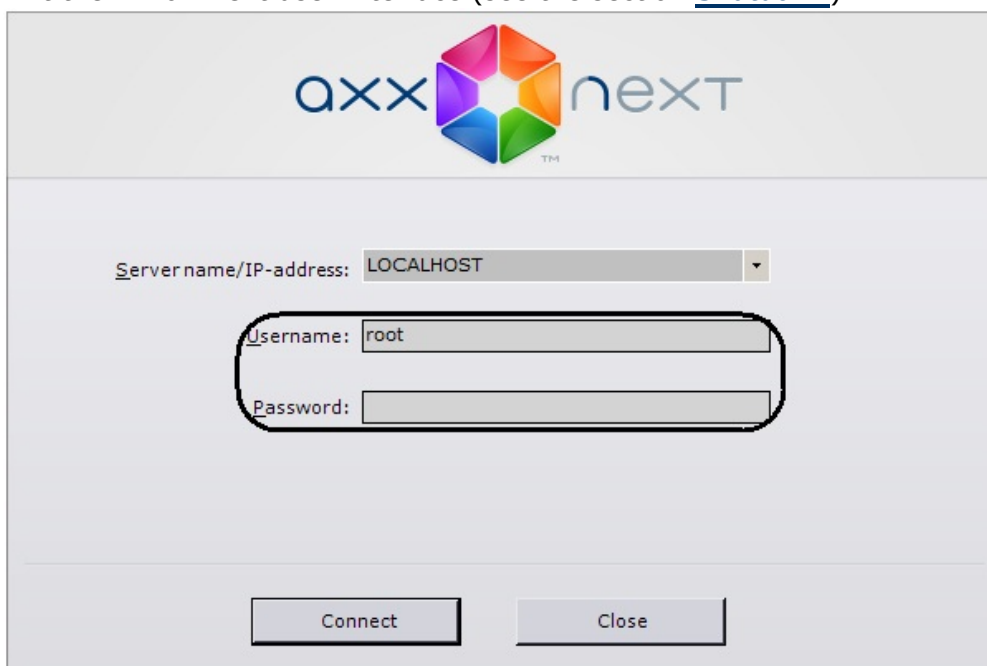 axx next
TM
Server name/IP-address: LOCALHOST
Username: root
Password:
Connect Close